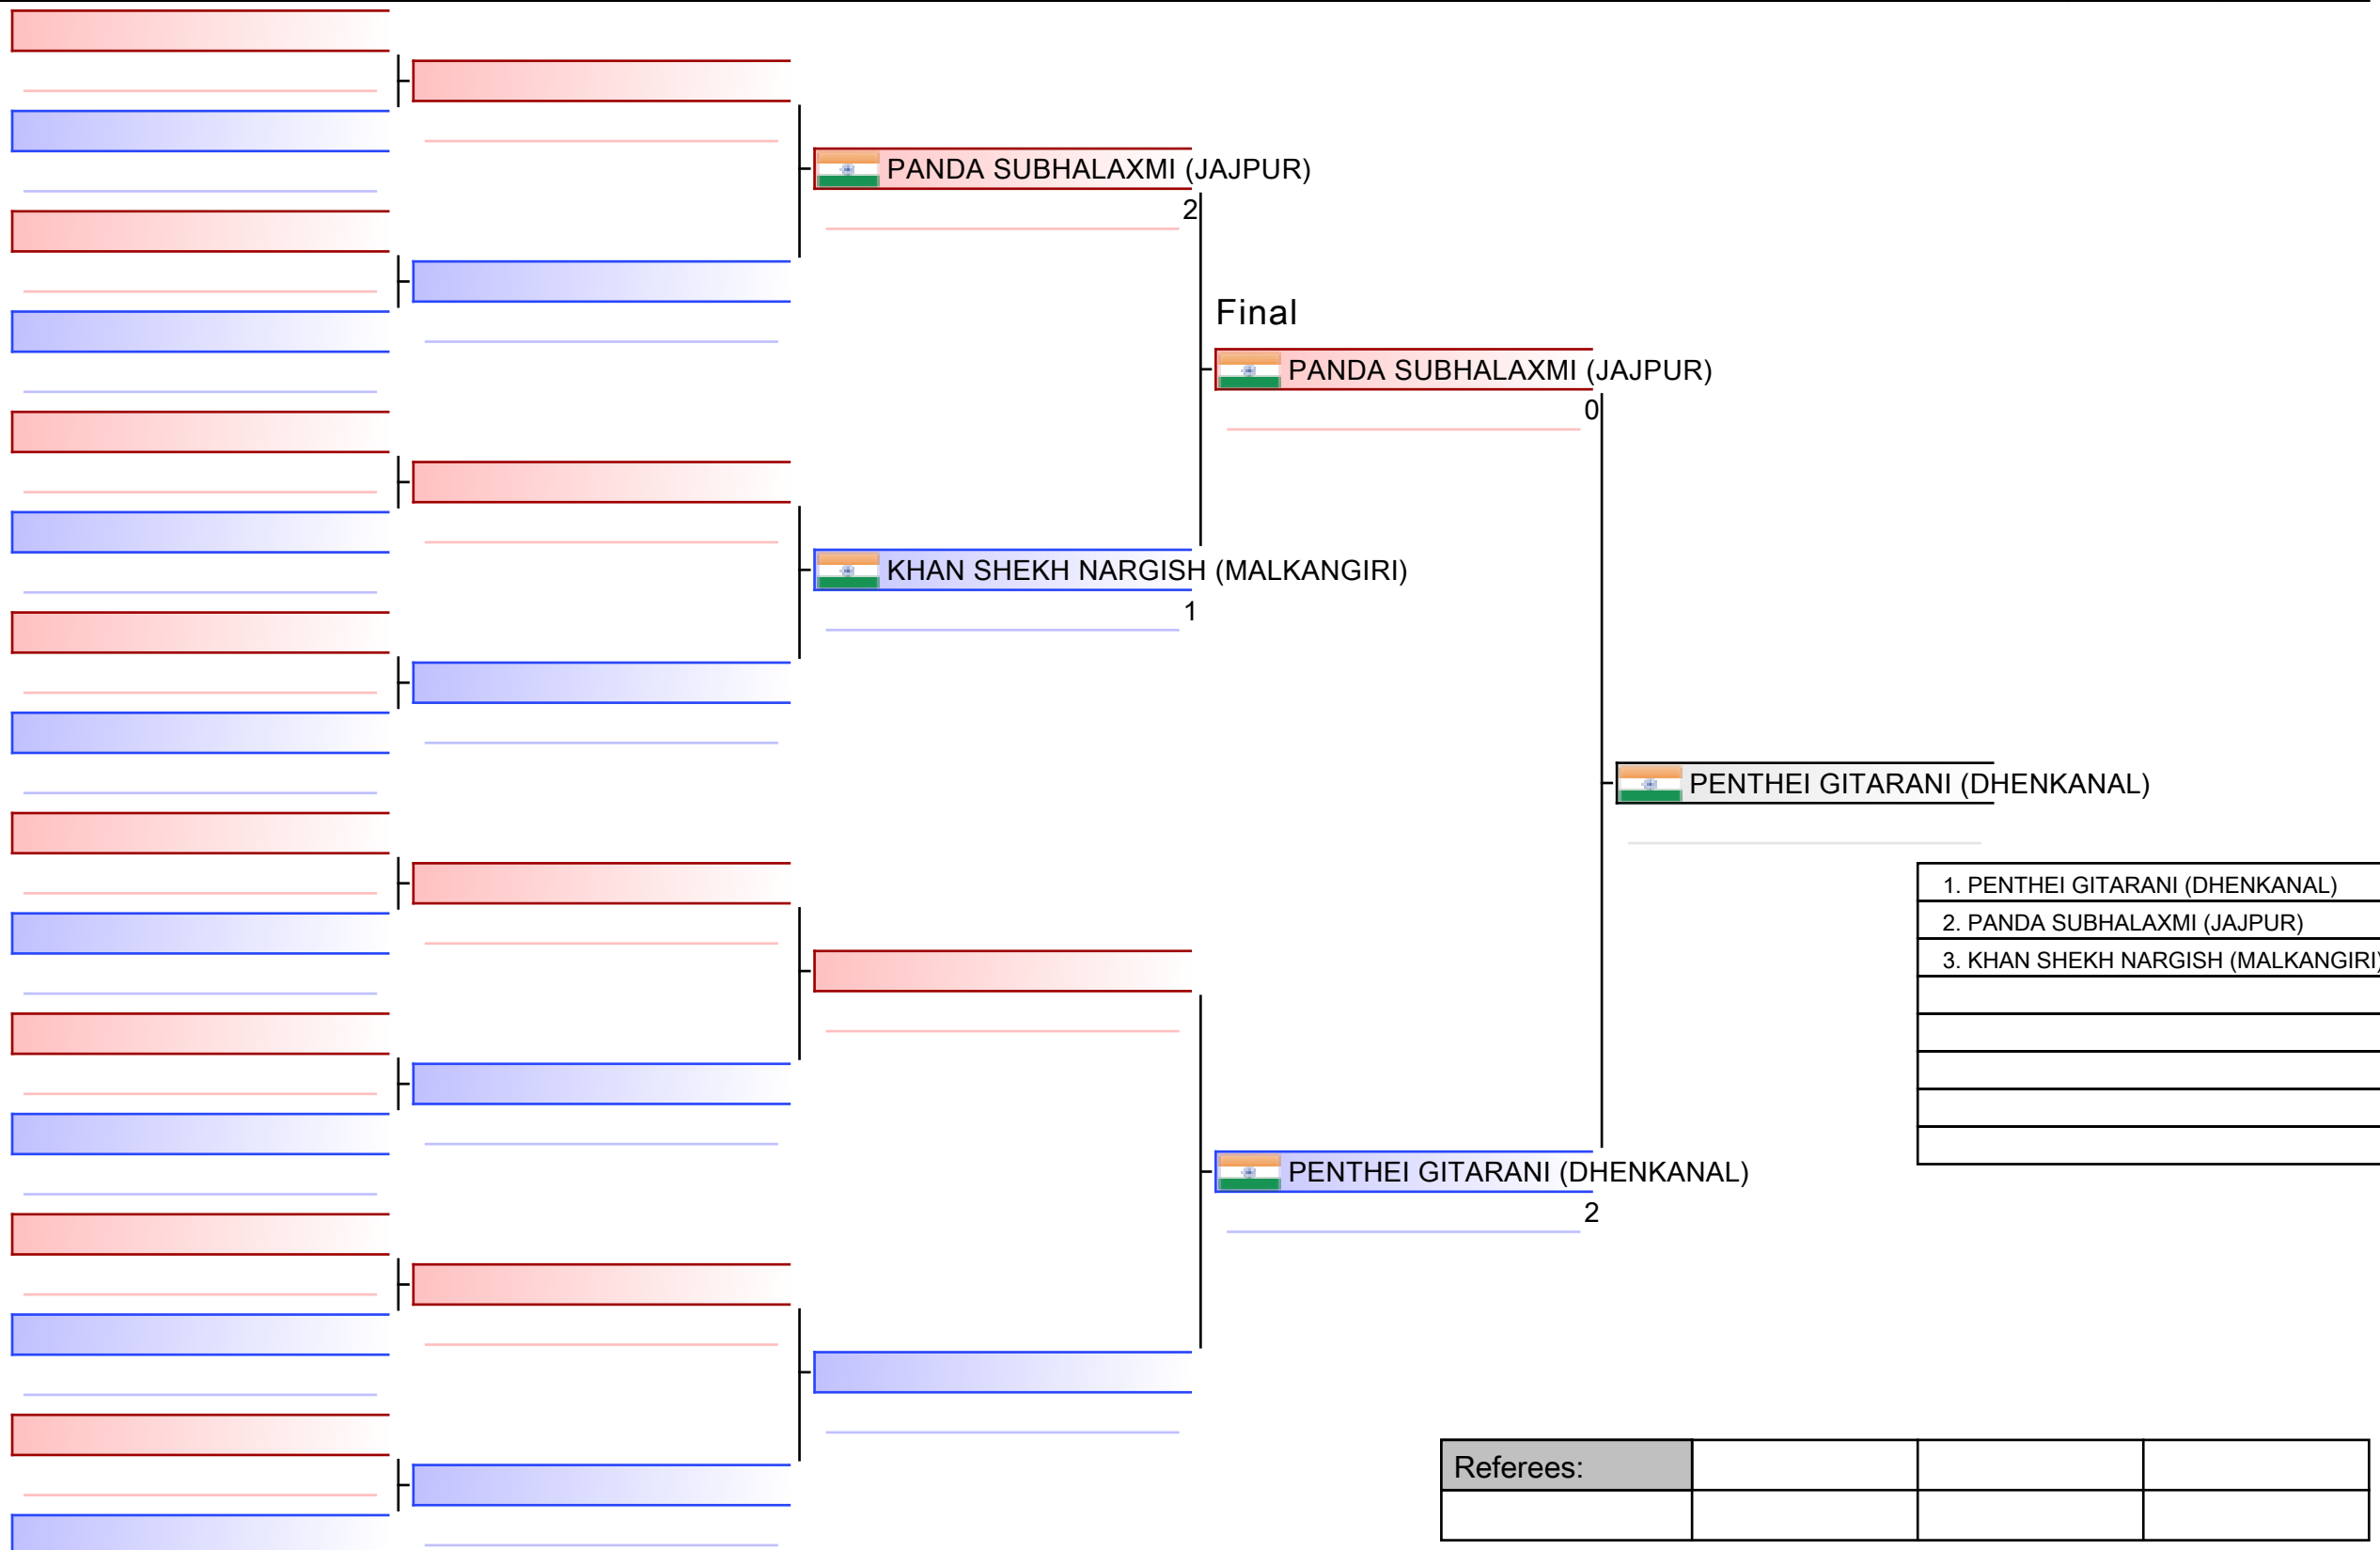 PANDA SUBHALAXMI (JAJPUR)
2
Final
PANDA SUBHALAXMI (JAJPUR)
0
KHAN SHEKH NARGISH (MALKANGIRI)
1
PENTHEI GITARANI (DHENKANAL)
1. PENTHEI GITARANI (DHENKANAL)
2. PANDA SUBHALAXMI (JAJPUR)
3. KHAN SHEKH NARGISH (MALKANGIRI)
PENTHEI GITARANI (DHENKANAL)
2
Referees: